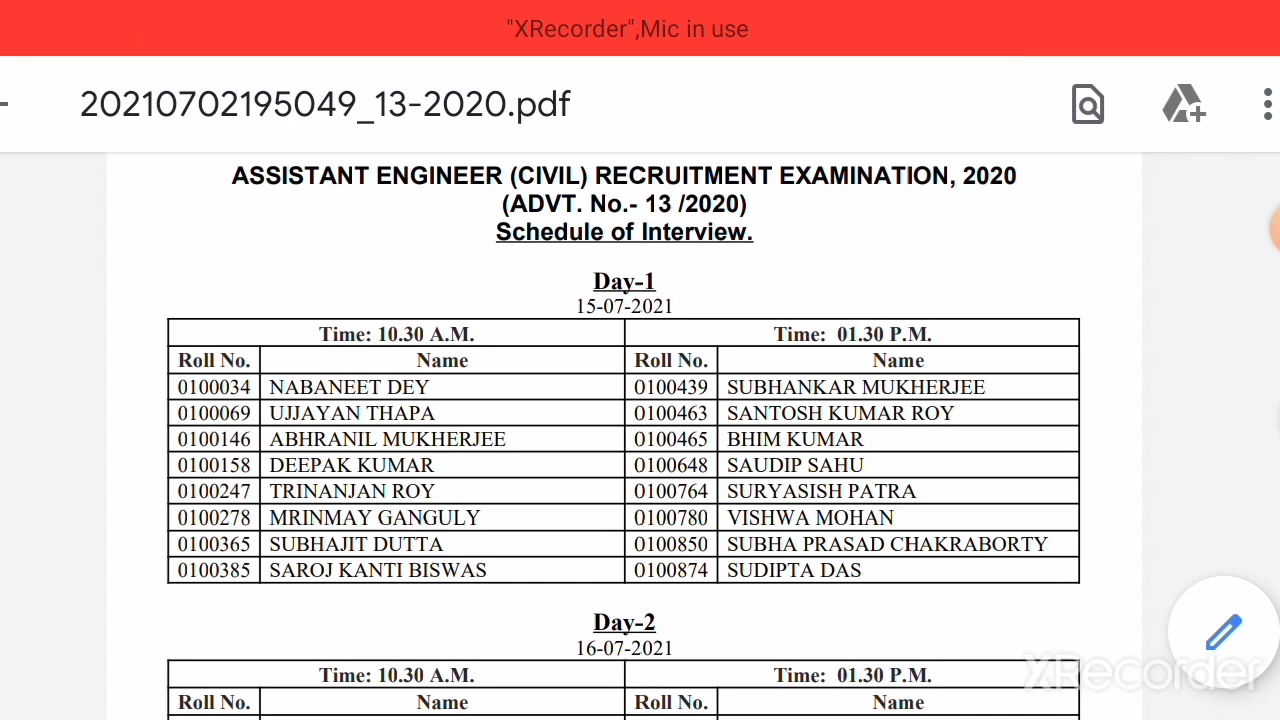 "XRecorder",Mic in use
20210702195049_13-2020.pdf
ASSISTANT ENGINEER (CIVIL) RECRUITMENT EXAMINATION, 2020
(ADVT. No.- 13 /2020)
Schedule of Interview.
Day-1
15-07-2021
Time: 10.30 A.M. Time: 01.30 P.M.
Roll No. Name Roll No. Name
0100034 NABANEET DEY 0100439 SUBHANKAR MUKHERJEE
0100069 UJJAYAN THAPA 0100463 SANTOSH KUMAR ROY
0100146 ABHRANIL MUKHERJEE 0100465 BHIM KUMAR
0100158 DEEPAK KUMAR 0100648 SAUDIP SAHU
0100247 TRINANJAN ROY 0100764 SURYASISH PATRA
0100278 MRINMAY GANGULY 0100780 VISHWA MOHAN
0100365 SUBHAJIT DUTTA 0100850 SUBHA PRASAD CHAKRABORTY
0100385 SAROJ KANTI BISWAS 0100874 SUDIPTA DAS
Day-2
16-07-2021
Time: 10.30 A.M. Time: 01.30 P.M.
Roll No. Name Roll No. Name
XRecorder